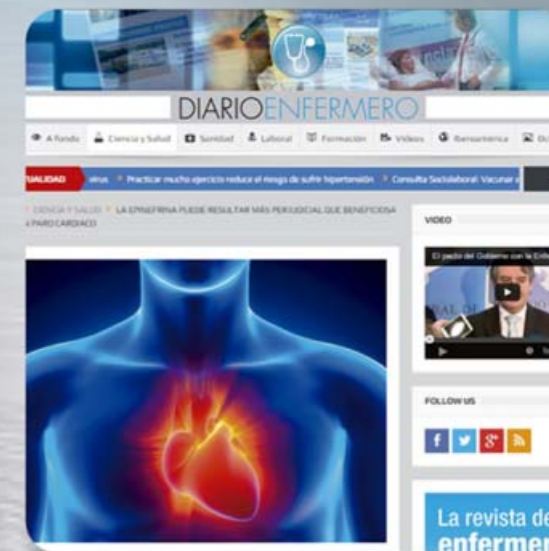 DIARIOENFERMERO
A fondo Ciencia y Salud Sanidad Laboral Formación Videos Iberoamérica
virus Practicar mucho ejercicio reduce el riesgo de sufrir hipertensión Consulta Sociolaboral: Vacunar
CIENCIA Y SALUD LA EPINEFRINA PUEDE RESULTAR MÁS PERJUDICIAL QUE BENEFICIOSA
PARO CARDIACO
VIDEO
El pacto del Gobierno con la
FOLLOW US
La revista de
enfermer